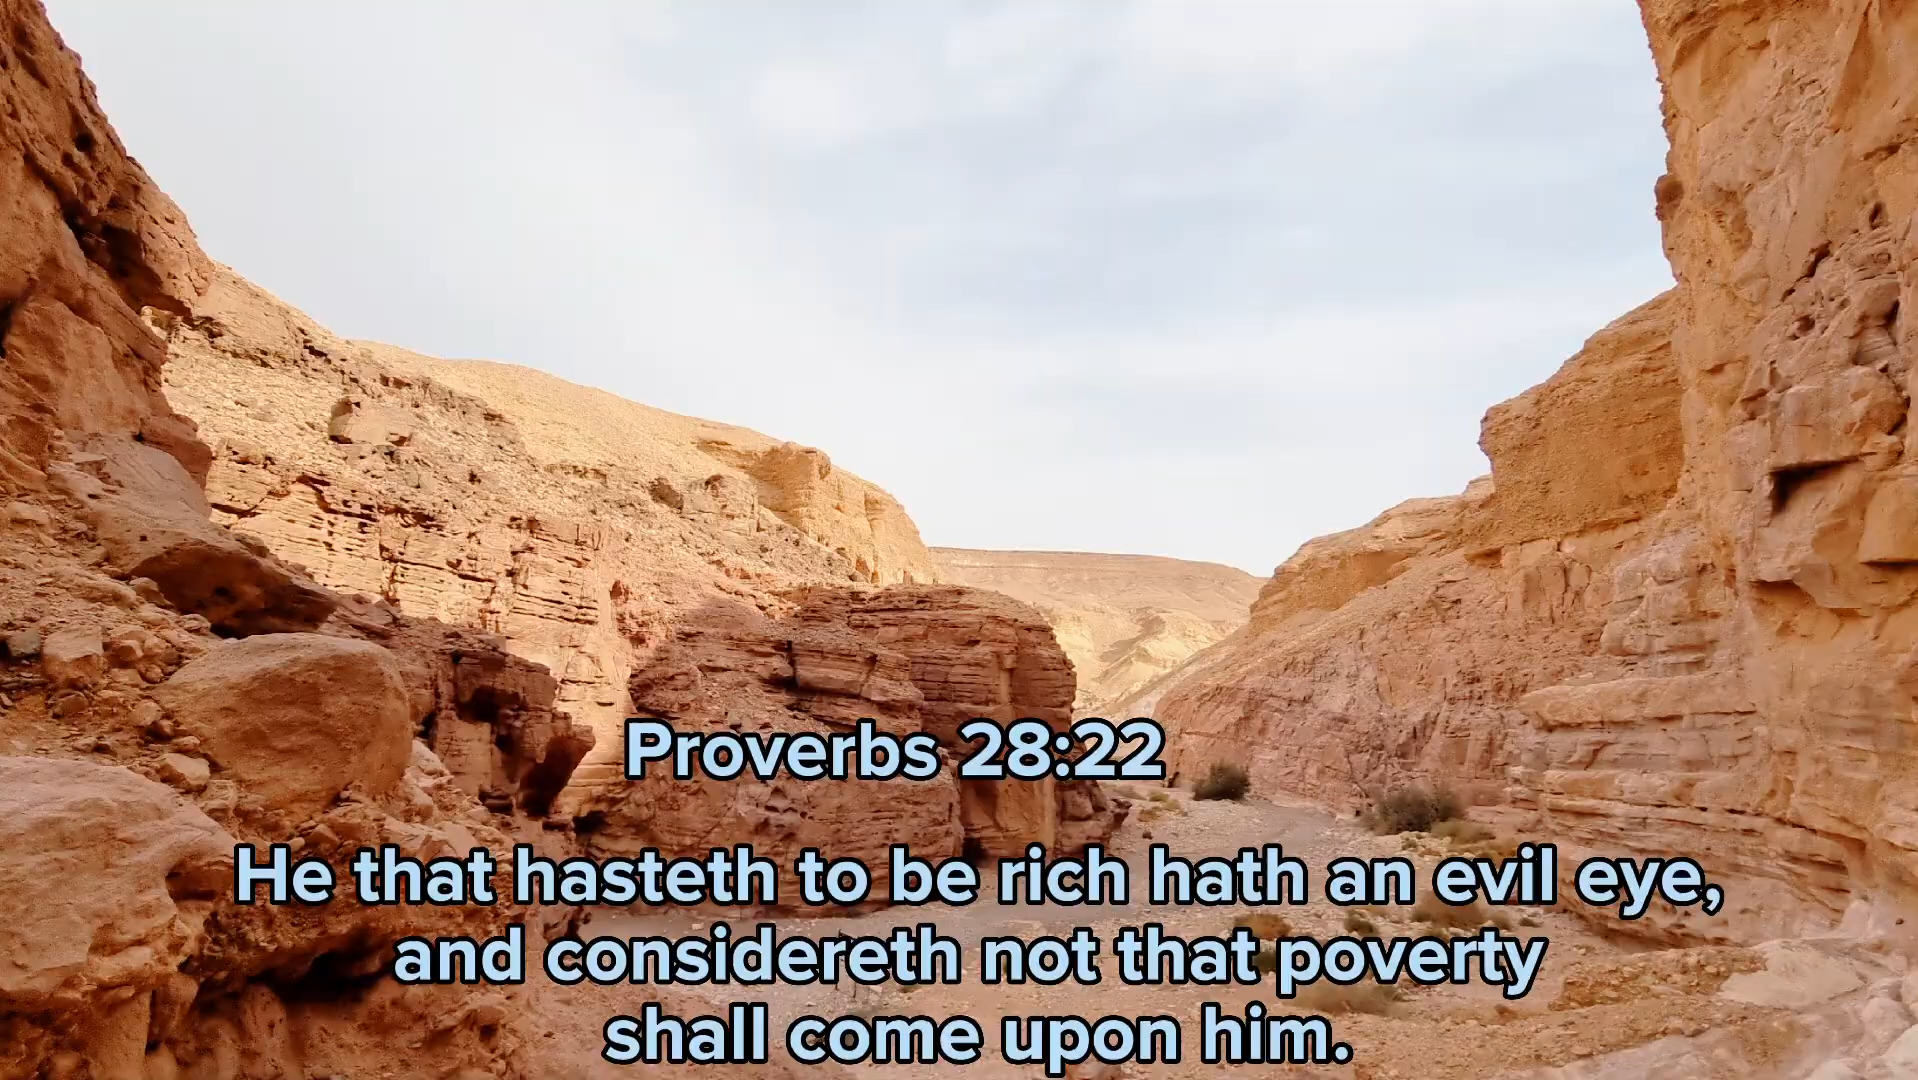 Proverbs 28:22
He that hasteth to be rich hath an evil eye,
and considereth not that poverty
shall come upon him.